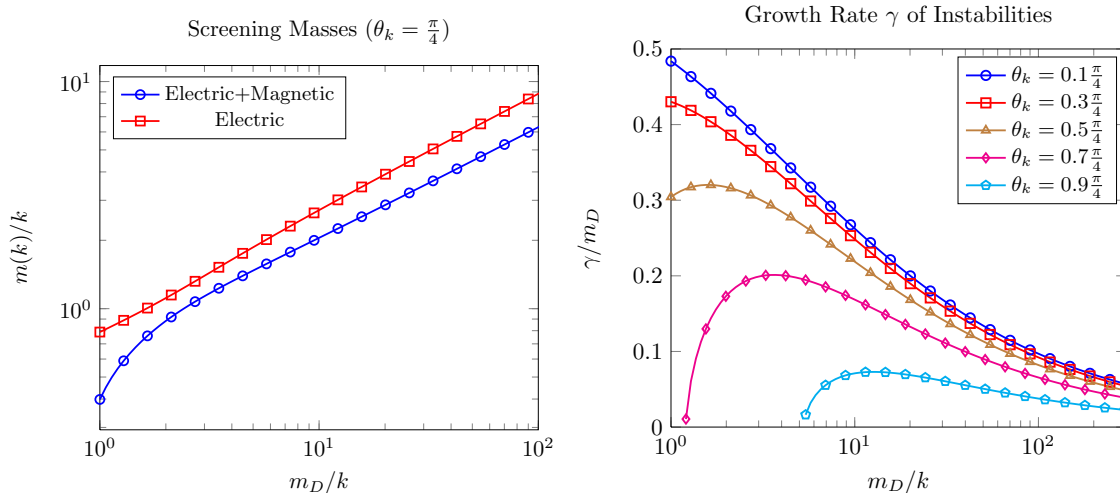 Screening Masses (θ_k = π/4)
m(k)/k
10^1
10^0
Electric+Magnetic
Electric
10^0
10^1
10^2
m_D/k
Growth Rate γ of Instabilities
γ/m_D
0.5
0.4
0.3
0.2
0.1
0
θ_k = 0.1 π/4
θ_k = 0.3 π/4
θ_k = 0.5 π/4
θ_k = 0.7 π/4
θ_k = 0.9 π/4
10^0
10^1
10^2
m_D/k